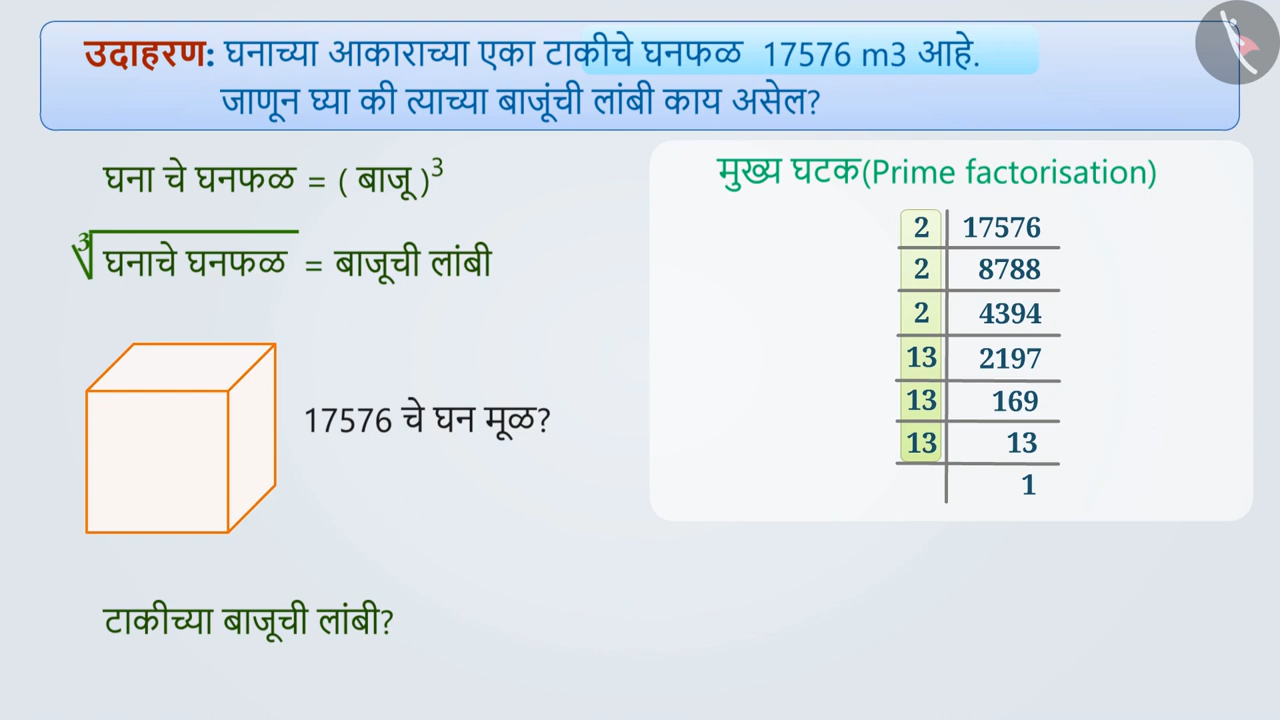 उदाहरण: घनाच्या आकाराच्या एका टाकीचे घनफळ 17576 m3 आहे.
जाणून घ्या की त्याच्या बाजूंची लांबी काय असेल?
घना चे घनफळ = ( बाजू )³
∛घनाचे घनफळ = बाजूची लांबी
17576 चे घन मूळ?
टाकीच्या बाजूची लांबी?
मुख्य घटक(Prime factorisation)
2 17576
2 8788
2 4394
13 2197
13 169
13 13
1